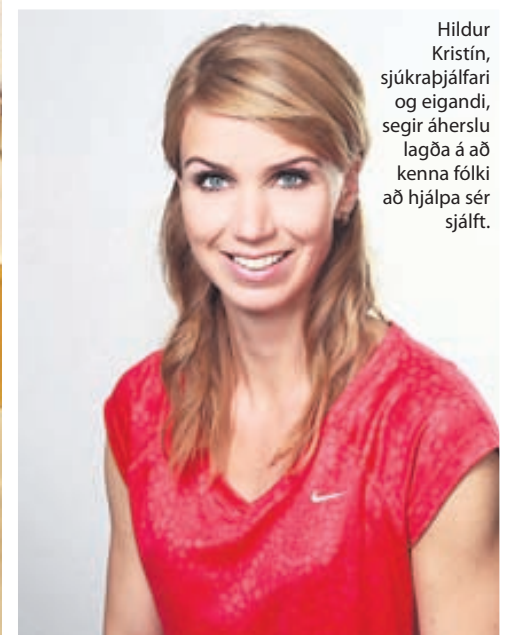 Hildur
Kristín,
sjúkraþjálfari
og eigandi,
segir áherslu
lagða á að
kenna fólki
að hjálpa sér
sjálft.